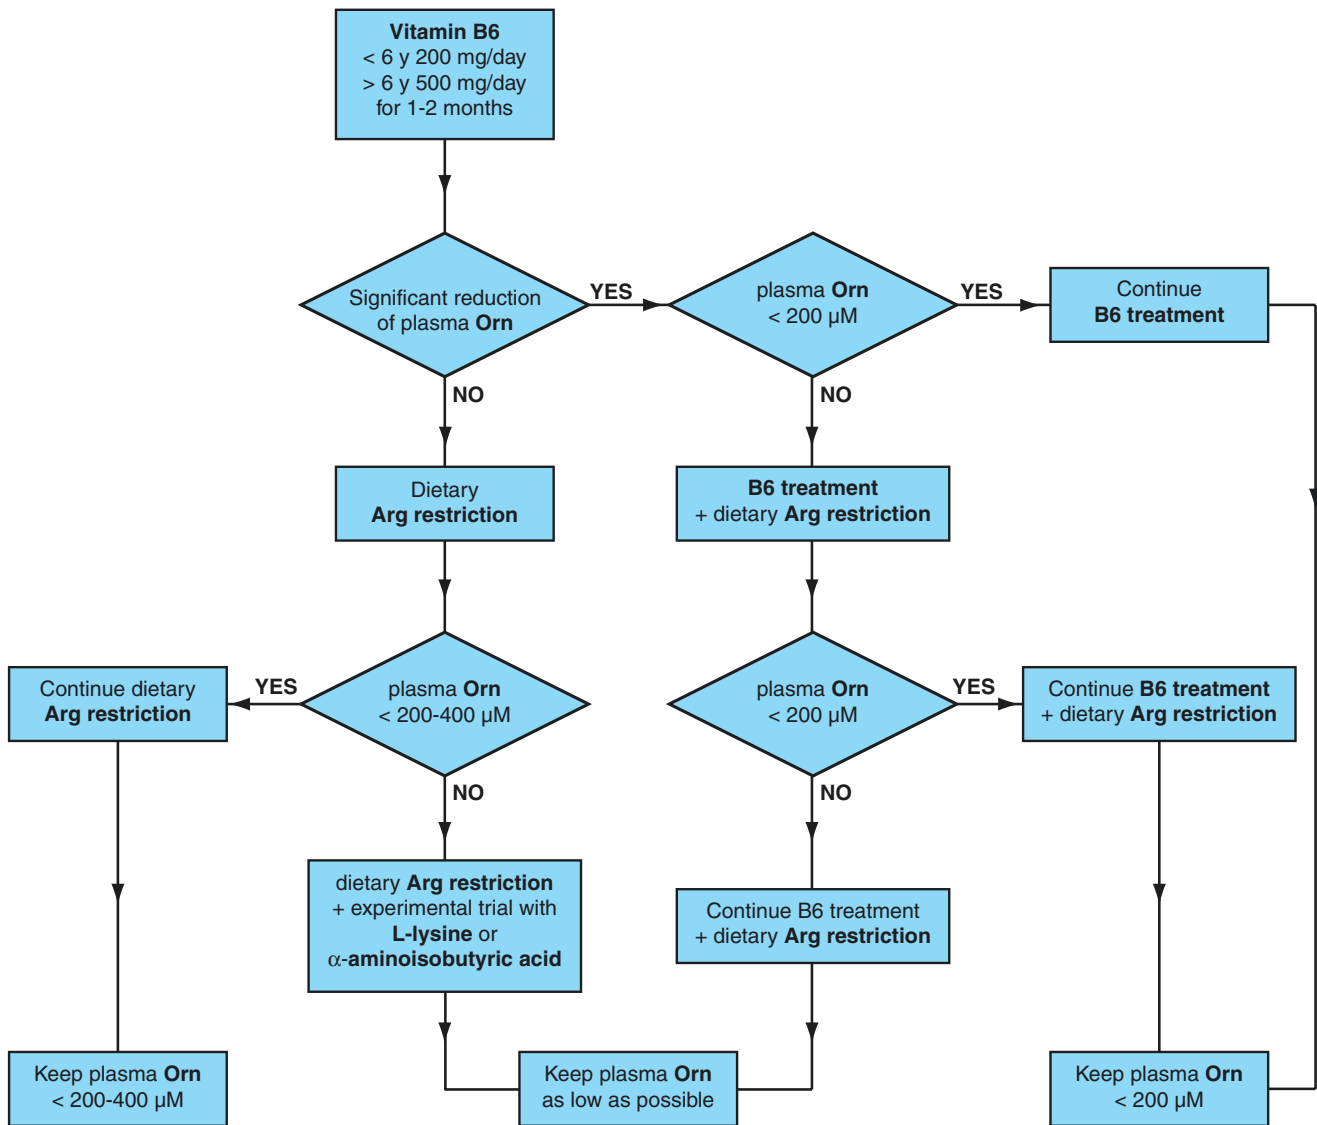 Vitamin B6
< 6 y 200 mg/day
> 6 y 500 mg/day
for 1-2 months
Significant reduction
of plasma Orn
YES
plasma Orn
< 200 µM
YES
Continue
B6 treatment
NO
NO
Dietary
Arg restriction
B6 treatment
+ dietary Arg restriction
Continue dietary
Arg restriction
YES
plasma Orn
< 200-400 µM
plasma Orn
< 200 µM
YES
Continue B6 treatment
+ dietary Arg restriction
NO
NO
dietary Arg restriction
+ experimental trial with
L-lysine or
α-aminoisobutyric acid
Continue B6 treatment
+ dietary Arg restriction
Keep plasma Orn
< 200-400 µM
Keep plasma Orn
as low as possible
Keep plasma Orn
< 200 µM